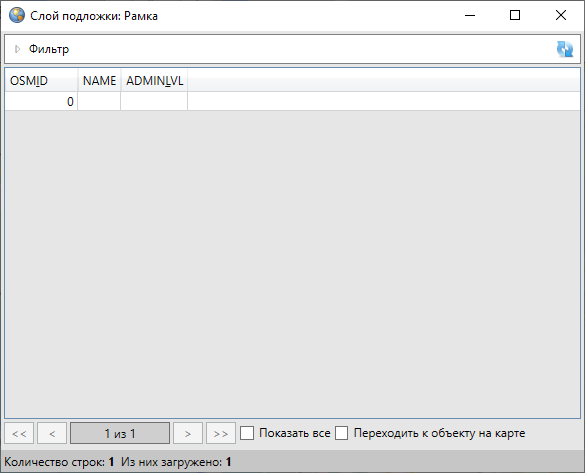 Слой подложки: Рамка
Фильтр
OSMID NAME ADMINLVL
0
<< < 1 из 1 > >> Показать все Переходить к объекту на карте
Количество строк: 1 Из них загружено: 1